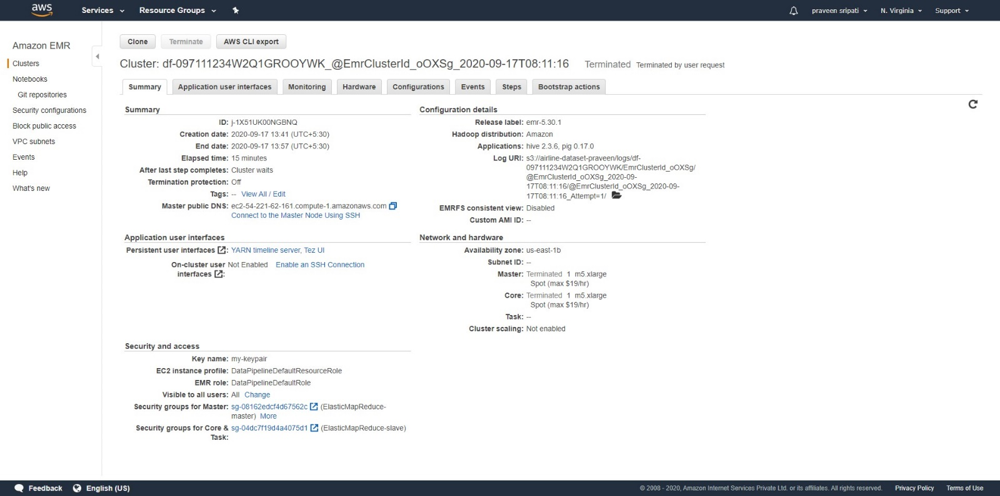 aws Services Resource Groups praveen sripati N. Virginia Support
Amazon EMR
Clusters
Notebooks
Git repositories
Security configurations
Block public access
VPC subnets
Events
Help
What's new
Clone Terminate AWS CLI export
Cluster: df-097111234W2Q1GROOYWK_@EmrClusterId_oOXSg_2020-09-17T08:11:16 Terminated Terminated by user request
Summary Application user interfaces Monitoring Hardware Configurations Events Steps Bootstrap actions
Summary
ID: j-1X51UK00NGBNQ
Creation date: 2020-09-17 13:41 (UTC+5:30)
End date: 2020-09-17 13:57 (UTC+5:30)
Elapsed time: 15 minutes
After last step completes: Cluster waits
Termination protection: Off
Tags: -- View All / Edit
Master public DNS: ec2-54-221-62-161.compute-1.amazonaws.com
Connect to the Master Node Using SSH
Configuration details
Release label: emr-5.30.1
Hadoop distribution: Amazon
Applications: hive 2.3.6, pig 0.17.0
Log URI: s3://airline-dataset-praveen/logs/df-
097111234W2Q1GROOYWK/EmrClusterId_oOXSg/
@EmrClusterId_oOXSg_2020-09-
17T08:11:16/@EmrClusterId_oOXSg_2020-09-
17T08:11:16_Attempt=1/
EMRFS consistent view: Disabled
Custom AMI ID: --
Application user interfaces
Persistent user interfaces : YARN timeline server, Tez UI
On-cluster user Not Enabled Enable an SSH Connection
interfaces :
Network and hardware
Availability zone: us-east-1b
Subnet ID: --
Master: Terminated 1 m5.xlarge
Spot (max $19/hr)
Core: Terminated 1 m5.xlarge
Spot (max $19/hr)
Task: --
Cluster scaling: Not enabled
Security and access
Key name: my-keypair
EC2 instance profile: DataPipelineDefaultResourceRole
EMR role: DataPipelineDefaultRole
Visible to all users: All Change
Security groups for Master: sg-08162edcf4d67562c (ElasticMapReduce-
master) More
Security groups for Core & sg-04dc7f19d4a4075d1 (ElasticMapReduce-slave)
Task:
Feedback English (US) © 2008 - 2020, Amazon Internet Services Private Ltd. or its affiliates. All rights reserved. Privacy Policy Terms of Use